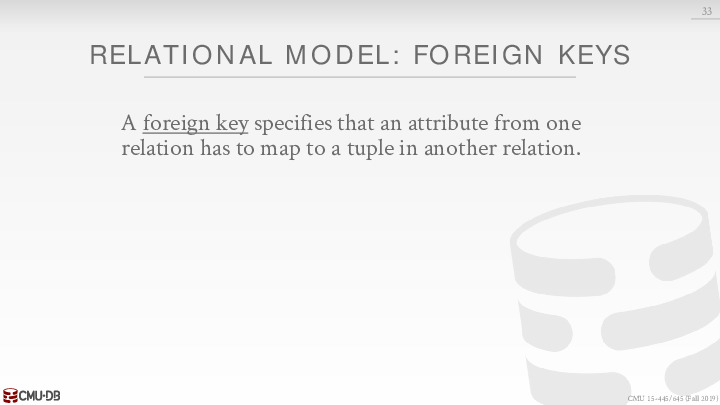 33
RELATIONAL MODEL: FOREIGN KEYS
A foreign key specifies that an attribute from one
relation has to map to a tuple in another relation.
CMU·DB
CMU 15-445/645 (Fall 2019)